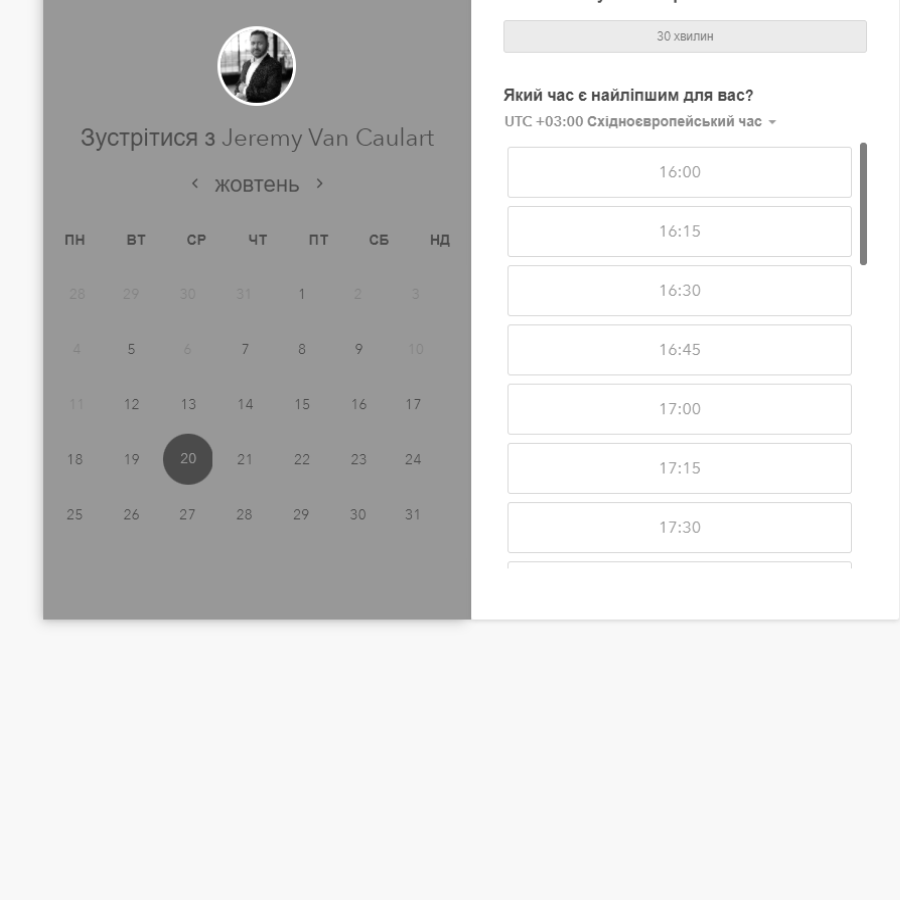 Зустрітися з Jeremy Van Caulart
жовтень
ПН ВТ СР ЧТ ПТ СБ НД
28 29 30 31 1 2 3
4 5 6 7 8 9 10
11 12 13 14 15 16 17
18 19 20 21 22 23 24
25 26 27 28 29 30 31
30 хвилин
Який час є найліпшим для вас?
UTC +03:00 Східноєвропейський час
16:00
16:15
16:30
16:45
17:00
17:15
17:30